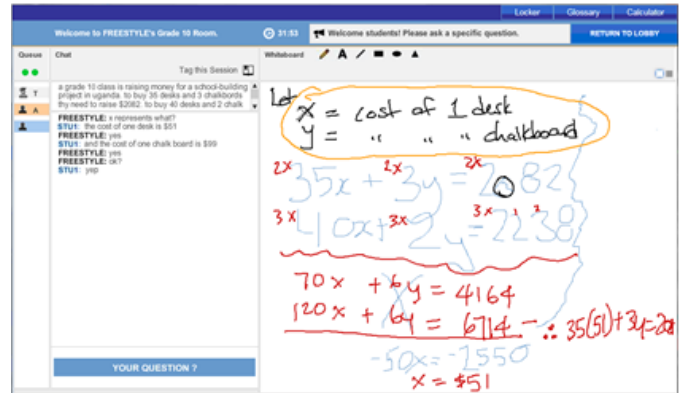 Locker Glossary Calculator
Welcome to FREESTYLE's Grade 10 Room.
31:53
Welcome students! Please ask a specific question.
RETURN TO LOBBY
Queue
Chat
Whiteboard
A
Tag this Session
T
A
a grade 10 class is raising money for a school-building
project in uganda. to buy 35 desks and 3 chalkbords
thy need to raise $2082. to buy 40 desks and 2 chalk
FREESTYLE: x represents what?
STU1: the cost of one desk is $51
FREESTYLE: yes
STU1: and the cost of one chalk board is $99
FREESTYLE: yes
FREESTYLE: ok?
STU1: yep
YOUR QUESTION ?
Let
x = cost of 1 desk
y = " " " chalkboard
2x 2x 2x
35x + 3y = 2082
3x 3x 3x
40x + 2y = 2238
70x + 6y = 4164
120x + 6y = 6714
∴ 35(51)+3y=
-50x = -2550
x = $51